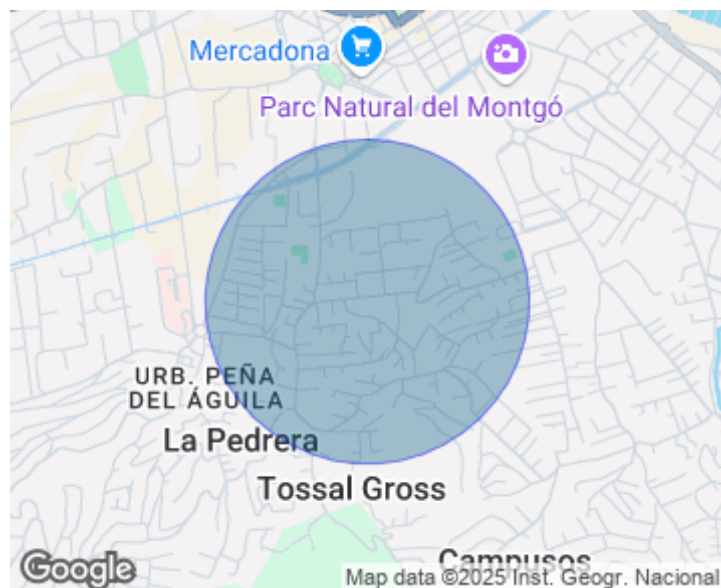 Mercadona
Parc Natural del Montgó
URB. PEÑA
DEL ÁGUILA
La Pedrera
Tossal Gross
Campusos
Google
Map data ©2025 Inst. Geogr. Nacional